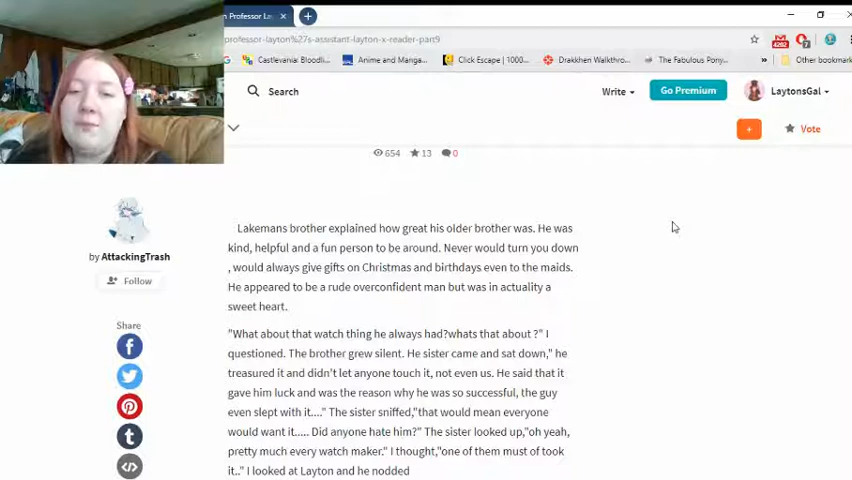 n Professor La
professor-layton%27s-assistant-layton-x-reader-part9
Castlevania: Bloodli... Anime and Manga... Click Escape | 1000... Drakkhen Walkthro... The Fabulous Pony... » Other bookmark
4282
7
Search Write Go Premium LaytonsGal
+ Vote
654 13 0
Lakemans brother explained how great his older brother was. He was
kind, helpful and a fun person to be around. Never would turn you down
, would always give gifts on Christmas and birthdays even to the maids.
He appeared to be a rude overconfident man but was in actuality a
sweet heart.
by AttackingTrash
Follow
Share
"What about that watch thing he always had?whats that about ?" I
questioned. The brother grew silent. He sister came and sat down," he
treasured it and didn't let anyone touch it, not even us. He said that it
gave him luck and was the reason why he was so successful, the guy
even slept with it...." The sister sniffed,"that would mean everyone
would want it..... Did anyone hate him?" The sister looked up,"oh yeah,
pretty much every watch maker." I thought,"one of them must of took
it.." I looked at Layton and he nodded